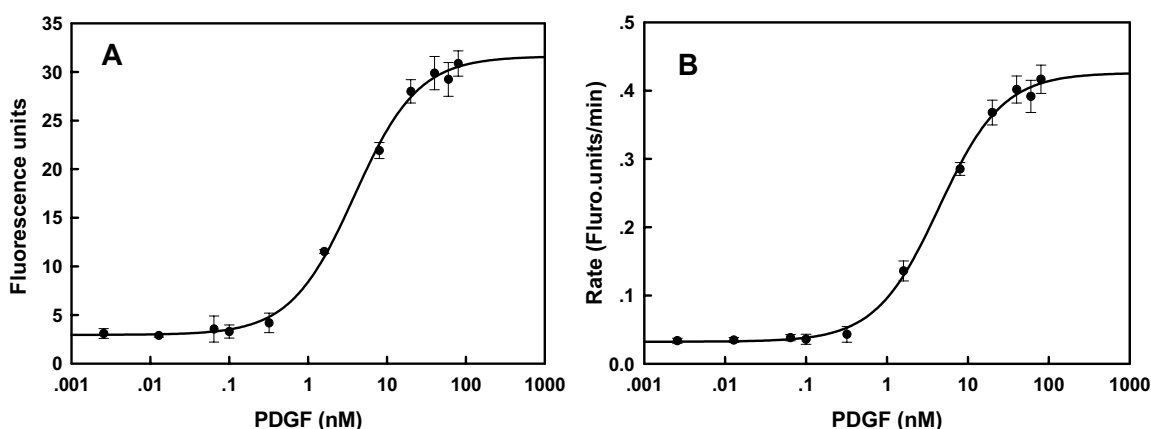 A
Fluorescence units
35
30
25
20
15
10
5
0
.001 .01 .1 1 10 100 1000
PDGF (nM)
B
Rate (Fluro.units/min)
.5
.4
.3
.2
.1
0.0
.001 .01 .1 1 10 100 1000
PDGF (nM)